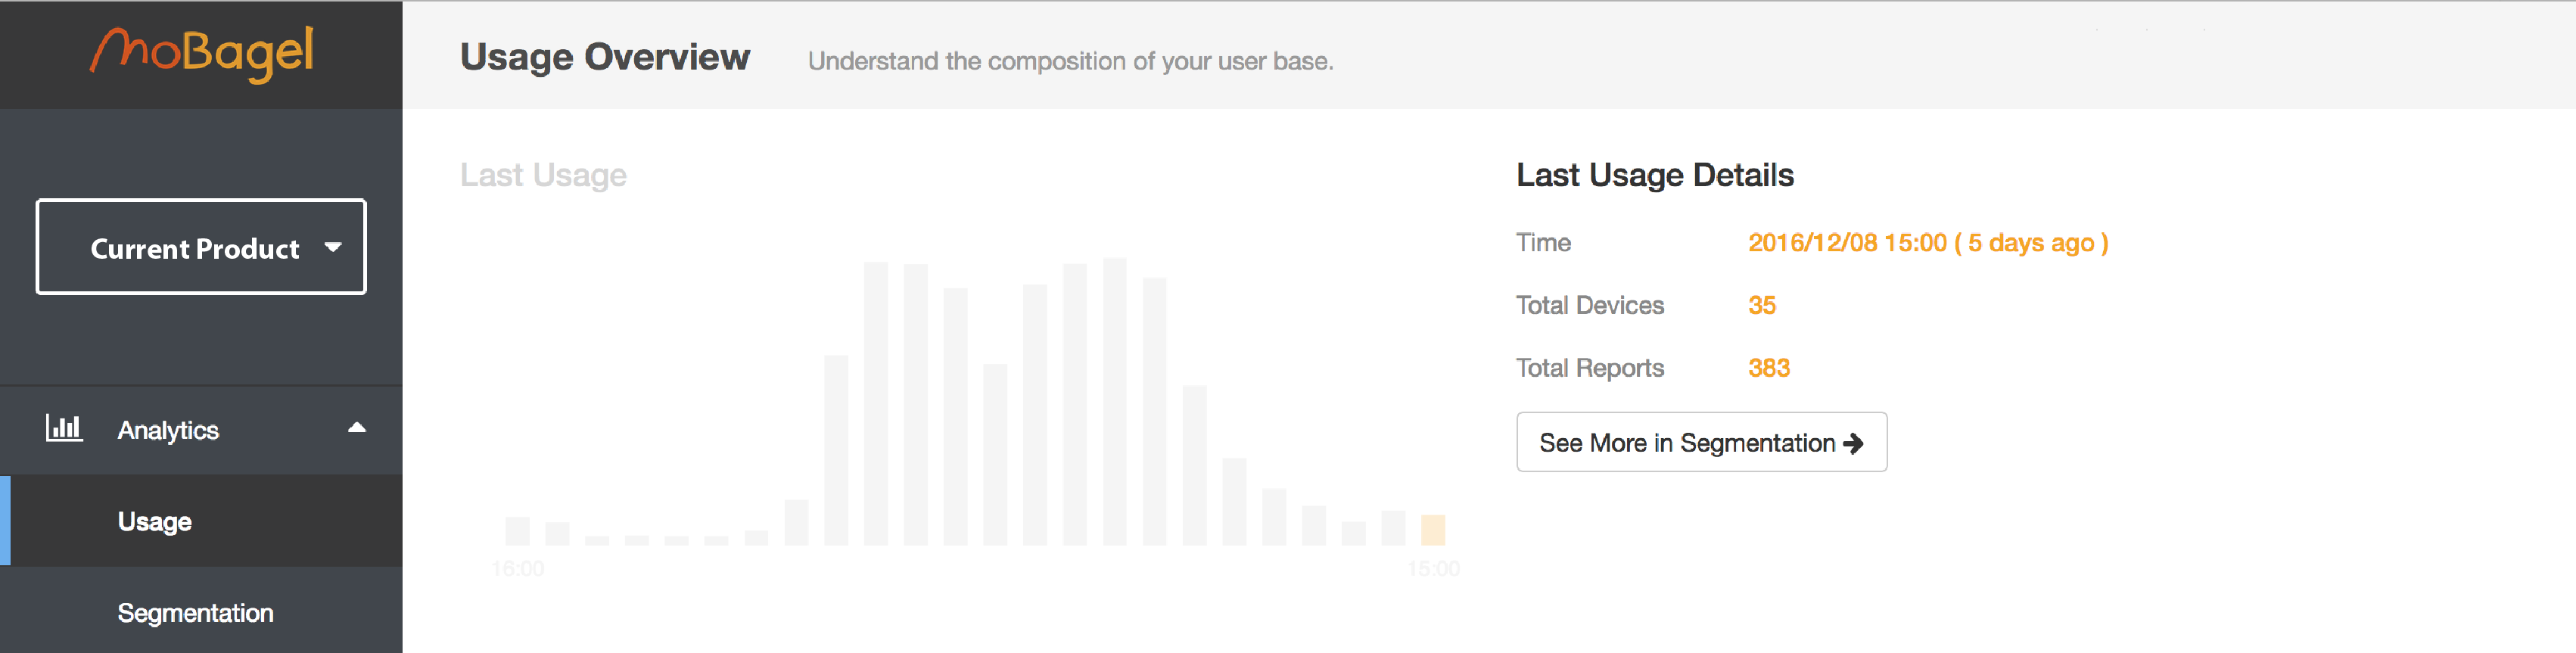 moBagel
Usage Overview
Understand the composition of your user base.
Current Product
Analytics
Usage
Segmentation
Last Usage
16:00
15:00
Last Usage Details
Time 2016/12/08 15:00 ( 5 days ago )
Total Devices 35
Total Reports 383
See More in Segmentation